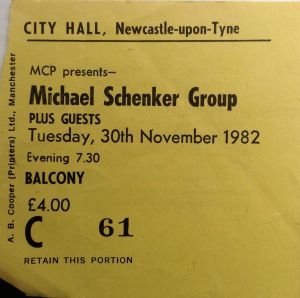 CITY HALL, Newcastle-upon-Tyne
MCP presents—
Michael Schenker Group
PLUS GUESTS
Tuesday, 30th November 1982
Evening 7.30
BALCONY
£4.00
C 61
RETAIN THIS PORTION
A. B. Cooper (Printers) Ltd., Manchester